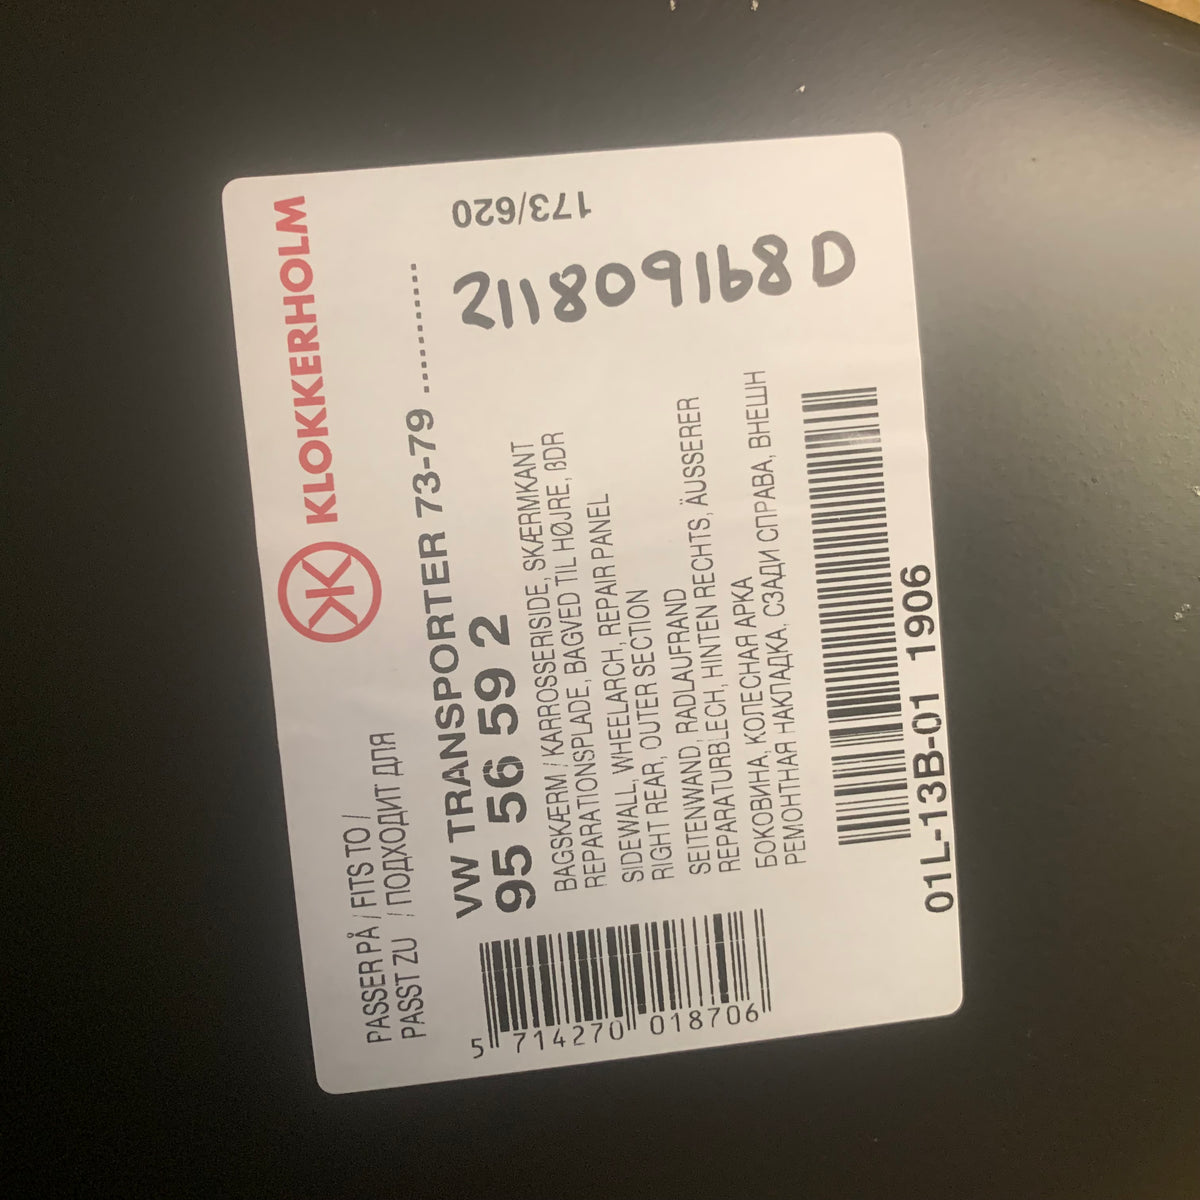 KLOKKERHOLM
PASSER PÅ / FITS TO /
PASST ZU / ПОДХОДИТ ДЛЯ
VW TRANSPORTER 73-79 ..........
95 56 59 2
173/620
211809168D
BAGSKÆRM / KARROSSERISIDE, SKÆRMKANT
REPARATIONSPLADE, BAGVED TIL HØJRE, BDR
SIDEWALL, WHEELARCH, REPAIR PANEL
RIGHT REAR, OUTER SECTION
SEITENWAND, RADLAUFRAND
REPARATURBLECH, HINTEN RECHTS, ÄUSSERER
БОКОВИНА, КОЛЕСНАЯ АРКА
РЕМОНТНАЯ НАКЛАДКА, СЗАДИ СПРАВА, ВНЕШН
5 714270 018706
01L-13B-01 1906